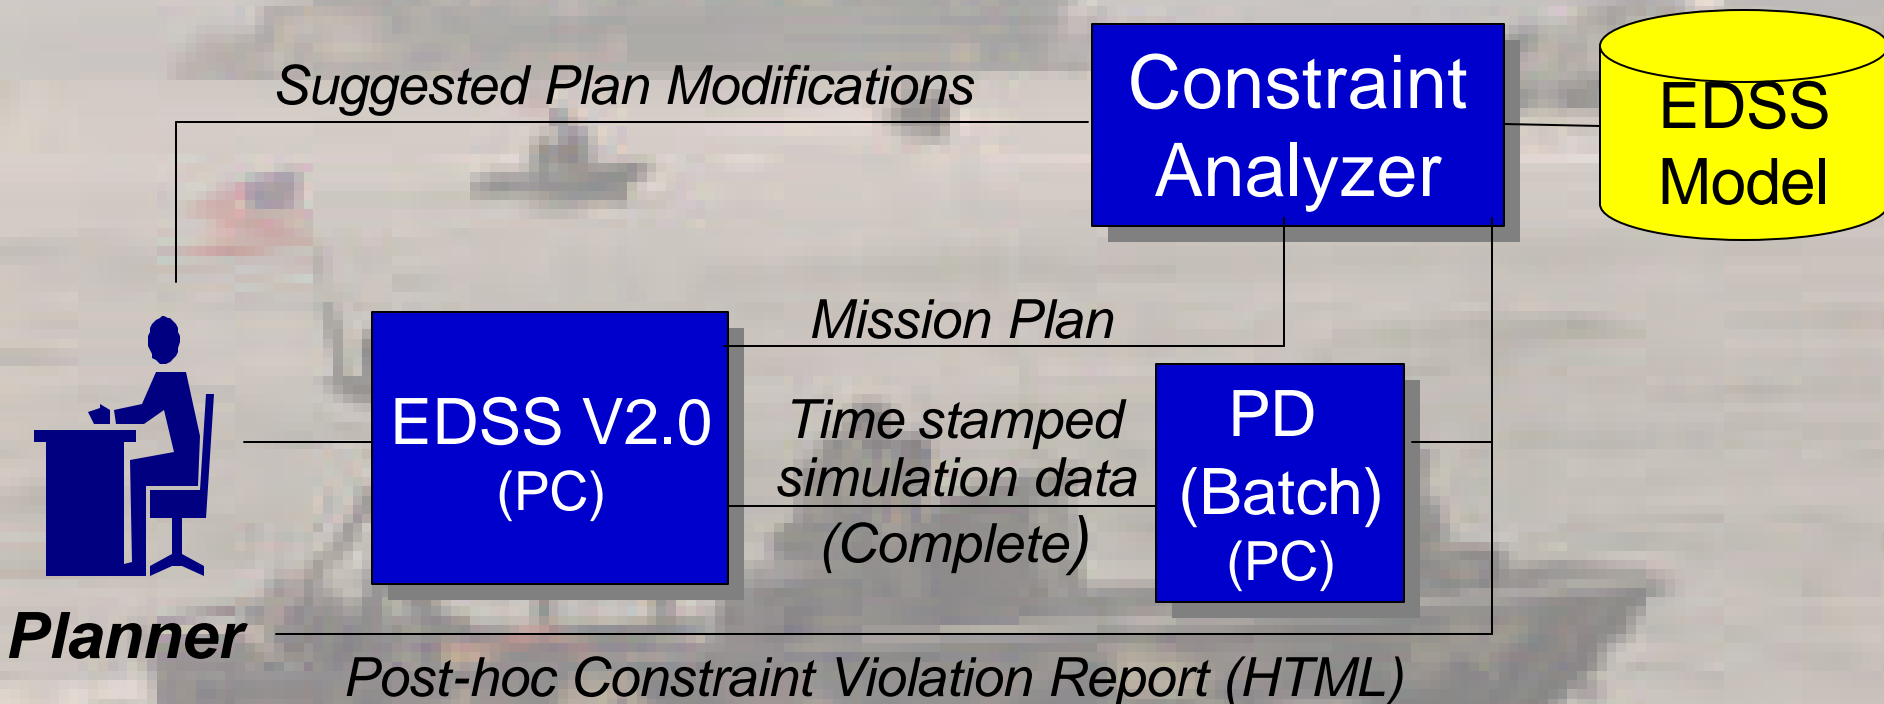 Suggested Plan Modifications
Constraint
Analyzer
EDSS
Model
Mission Plan
EDSS V2.0
(PC)
Time stamped
simulation data
(Complete)
PD
(Batch)
(PC)
Planner
Post-hoc Constraint Violation Report (HTML)